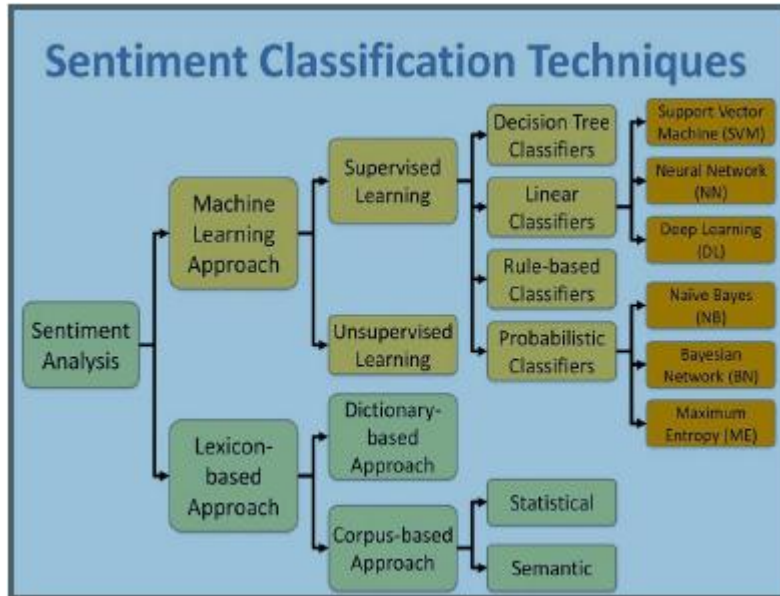 Sentiment Classification Techniques
Sentiment
Analysis
Machine
Learning
Approach
Lexicon-
based
Approach
Supervised
Learning
Unsupervised
Learning
Dictionary-
based
Approach
Corpus-based
Approach
Decision Tree
Classifiers
Linear
Classifiers
Rule-based
Classifiers
Probabilistic
Classifiers
Statistical
Semantic
Support Vector
Machine (SVM)
Neural Network
(NN)
Deep Learning
(DL)
Naïve Bayes
(NB)
Bayesian
Network (BN)
Maximum
Entropy (ME)